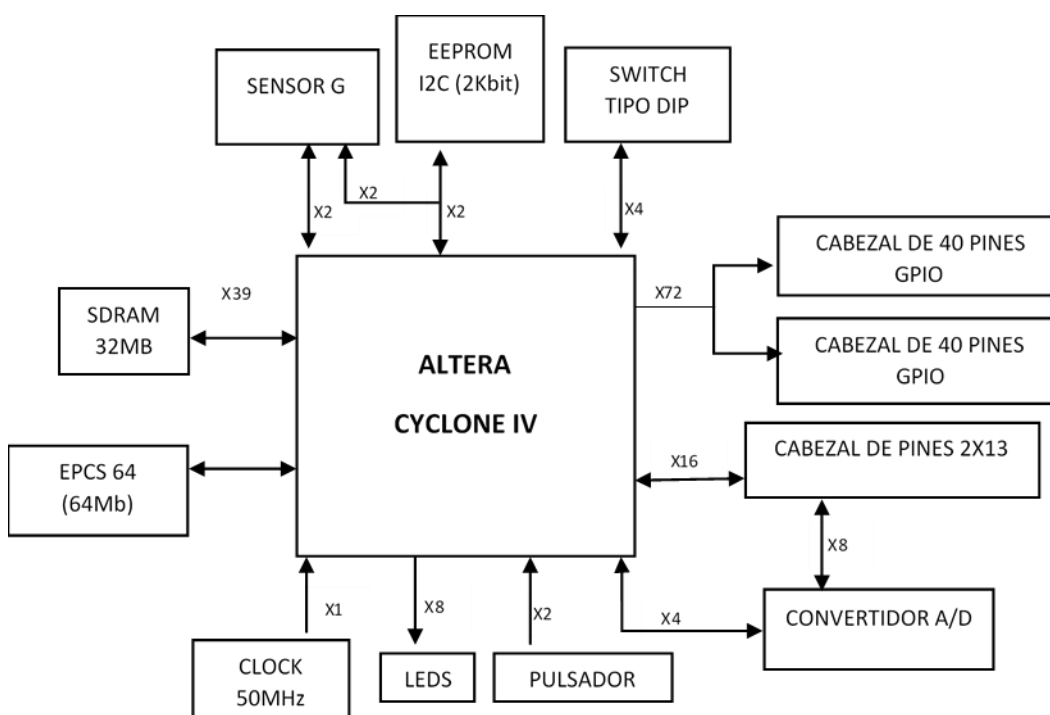 EEPROM
I2C (2Kbit)
SENSOR G
SWITCH
TIPO DIP
X2
X2
X2
X4
CABEZAL DE 40 PINES
GPIO
X39
X72
SDRAM
32MB
CABEZAL DE 40 PINES
GPIO
ALTERA
CYCLONE IV
CABEZAL DE PINES 2X13
X16
EPCS 64
(64Mb)
X8
X1
X8
X2
X4
CONVERTIDOR A/D
CLOCK
50MHz
LEDS
PULSADOR